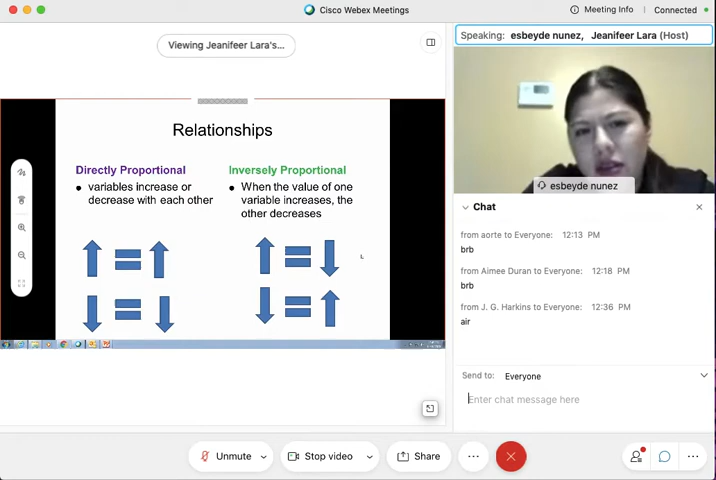 Cisco Webex Meetings
Meeting Info
Connected
Viewing Jeanifeer Lara's...
Speaking: esbeyde nunez, Jeanifeer Lara (Host)
Relationships
Directly Proportional
• variables increase or
decrease with each other
Inversely Proportional
• When the value of one
variable increases, the
other decreases
esbeyde nunez
Chat
from aorte to Everyone: 12:13 PM
brb
from Aimee Duran to Everyone: 12:18 PM
brb
from J. G. Harkins to Everyone: 12:36 PM
air
Send to: Everyone
Enter chat message here
Unmute
Stop video
Share